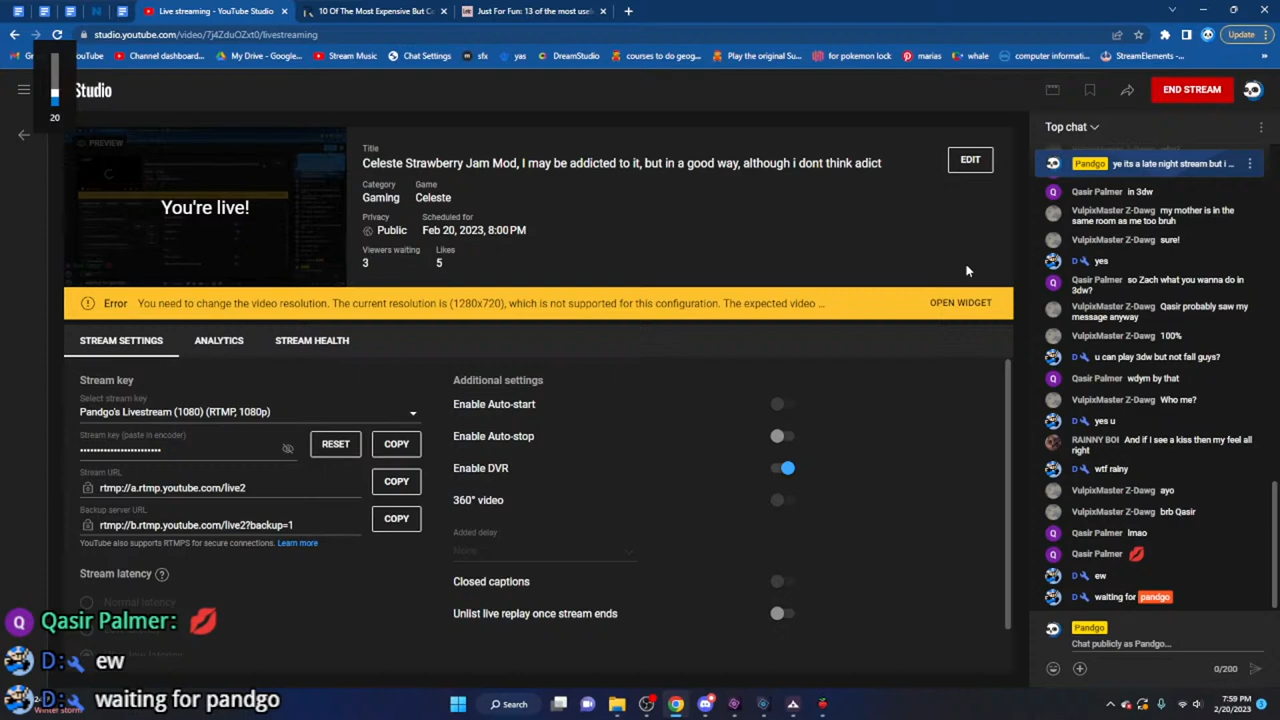 Live streaming - YouTube Studio
10 Of The Most Expensive But C
Just For Fun: 13 of the most use
studio.youtube.com/video/7j4ZduOZxt0/livestreaming
Update
YouTube
Channel dashboard...
My Drive - Google...
Stream Music
Chat Settings
sfx
yas
DreamStudio
courses to do geog...
Play the original Su...
for pokemon lock
marias
whale
computer informati...
StreamElements -...
20
Studio
END STREAM
PREVIEW
You're live!
Title
Celeste Strawberry Jam Mod, I may be addicted to it, but in a good way, although i dont think adict
EDIT
Category
Game
Gaming
Celeste
Privacy
Scheduled for
Public
Feb 20, 2023, 8:00 PM
Viewers waiting
Likes
3
5
Error You need to change the video resolution. The current resolution is (1280x720), which is not supported for this configuration. The expected video ...
OPEN WIDGET
STREAM SETTINGS
ANALYTICS
STREAM HEALTH
Stream key
Select stream key
Pandgo's Livestream (1080) (RTMP, 1080p)
Stream key (paste in encoder)
RESET
COPY
Stream URL
rtmp://a.rtmp.youtube.com/live2
COPY
Backup server URL
rtmp://b.rtmp.youtube.com/live2?backup=1
COPY
YouTube also supports RTMPS for secure connections. Learn more
Stream latency
Normal latency
Additional settings
Enable Auto-start
Enable Auto-stop
Enable DVR
360° video
Added delay
None
Closed captions
Unlist live replay once stream ends
Top chat
Pandgo ye its a late night stream but i ...
Qasir Palmer in 3dw
VulpixMaster Z-Dawg my mother is in the
same room as me too bruh
VulpixMaster Z-Dawg sure!
D yes
Qasir Palmer so Zach what you wanna do in
3dw?
VulpixMaster Z-Dawg Qasir probably saw my
message anyway
VulpixMaster Z-Dawg 100%
D u can play 3dw but not fall guys?
Qasir Palmer wdym by that
VulpixMaster Z-Dawg Who me?
D yes u
RAINNY BOI And if I see a kiss then my feel all
right
D wtf rainy
VulpixMaster Z-Dawg ayo
VulpixMaster Z-Dawg brb Qasir
Qasir Palmer lmao
Qasir Palmer 💋
D ew
D waiting for pandgo
Pandgo
Chat publicly as Pandgo...
0/200
Qasir Palmer: 💋
D: ew
D: waiting for pandgo
Winter storm
Search
7:59 PM
2/20/2023